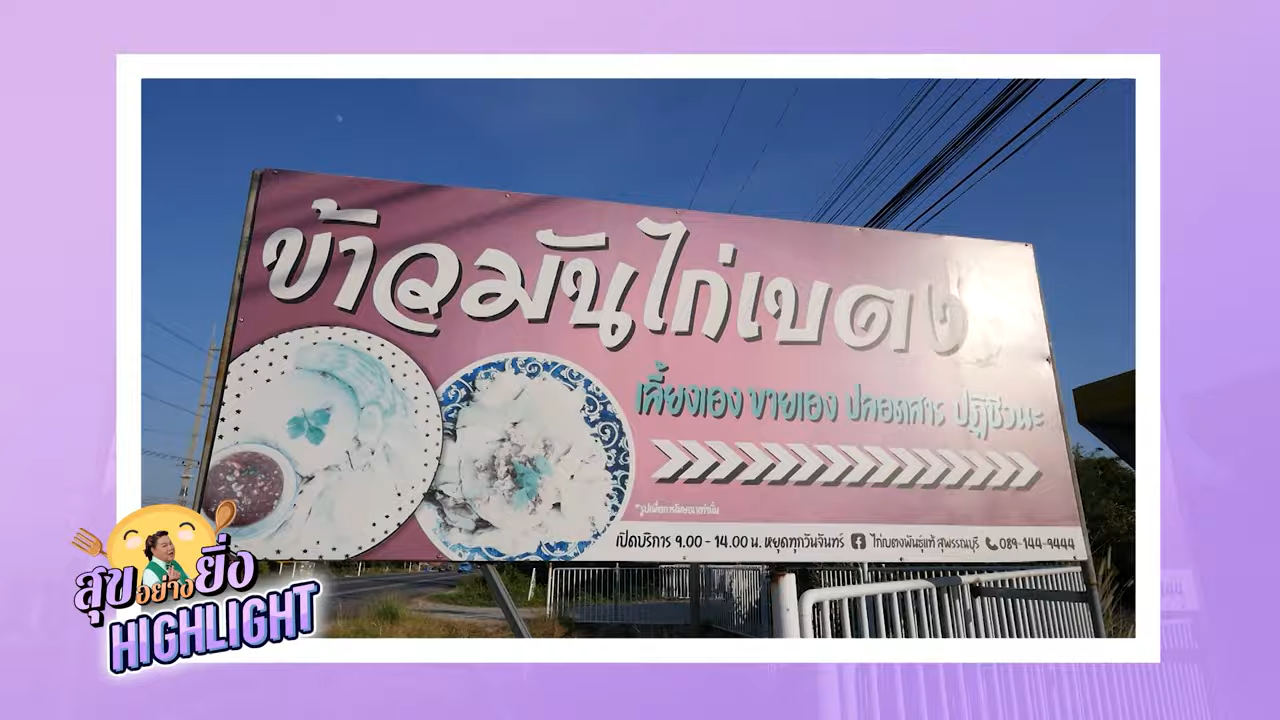 ข้าวมันไก่เบตง
เลี้ยงเอง ขายเอง ปลอดสาร ปฏิชีวนะ
*รูปเพื่อการโฆษณาเท่านั้น
เปิดบริการ 9.00 - 14.00 น. หยุดทุกวันจันทร์ ไก่เบตงพันธุ์แท้ สุพรรณบุรี 089-144-9444
สุขอย่างยิ่ง
HIGHLIGHT